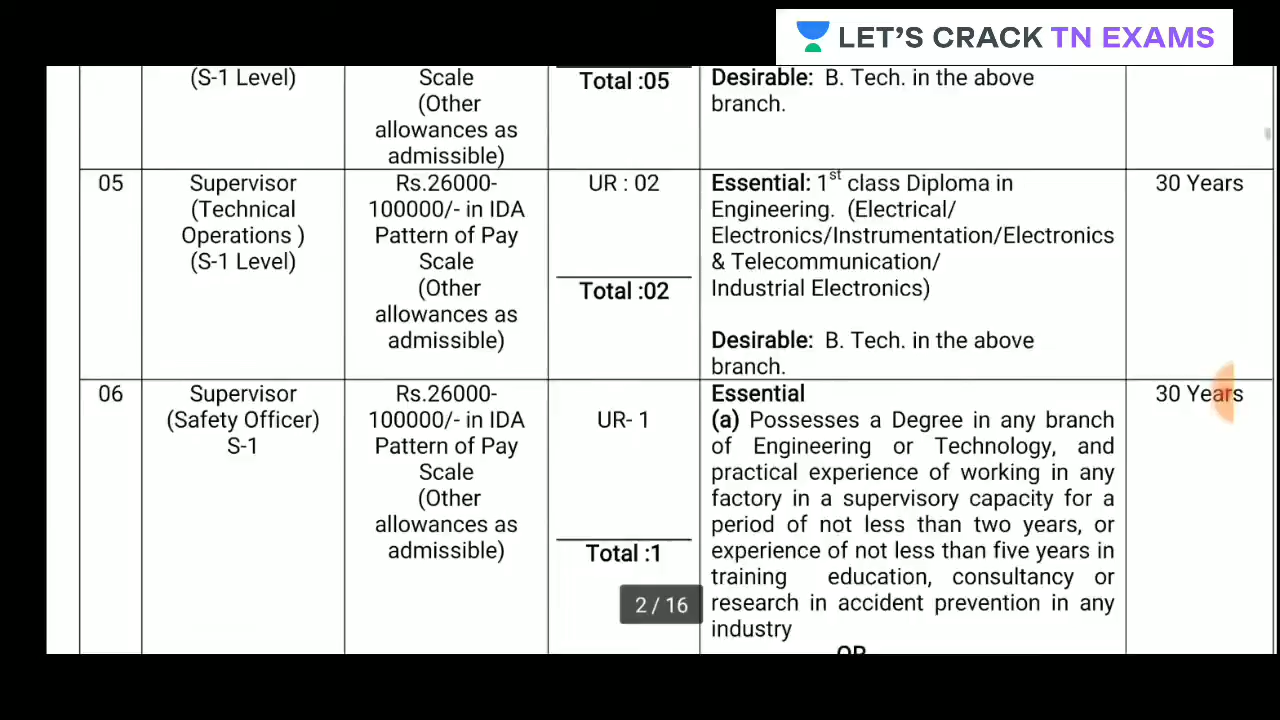 LET'S CRACK TN EXAMS
(S-1 Level)
Scale
(Other
allowances as
admissible)
Total :05
Desirable: B. Tech. in the above
branch.
05
Supervisor
(Technical
Operations )
(S-1 Level)
Rs.26000-
100000/- in IDA
Pattern of Pay
Scale
(Other
allowances as
admissible)
UR : 02
Total :02
Essential: 1st class Diploma in
Engineering. (Electrical/
Electronics/Instrumentation/Electronics
& Telecommunication/
Industrial Electronics)
Desirable: B. Tech. in the above
branch.
30 Years
06
Supervisor
(Safety Officer)
S-1
Rs.26000-
100000/- in IDA
Pattern of Pay
Scale
(Other
allowances as
admissible)
UR- 1
Total :1
Essential
(a) Possesses a Degree in any branch
of Engineering or Technology, and
practical experience of working in any
factory in a supervisory capacity for a
period of not less than two years, or
experience of not less than five years in
training education, consultancy or
research in accident prevention in any
industry
OR
30 Years
2 / 16